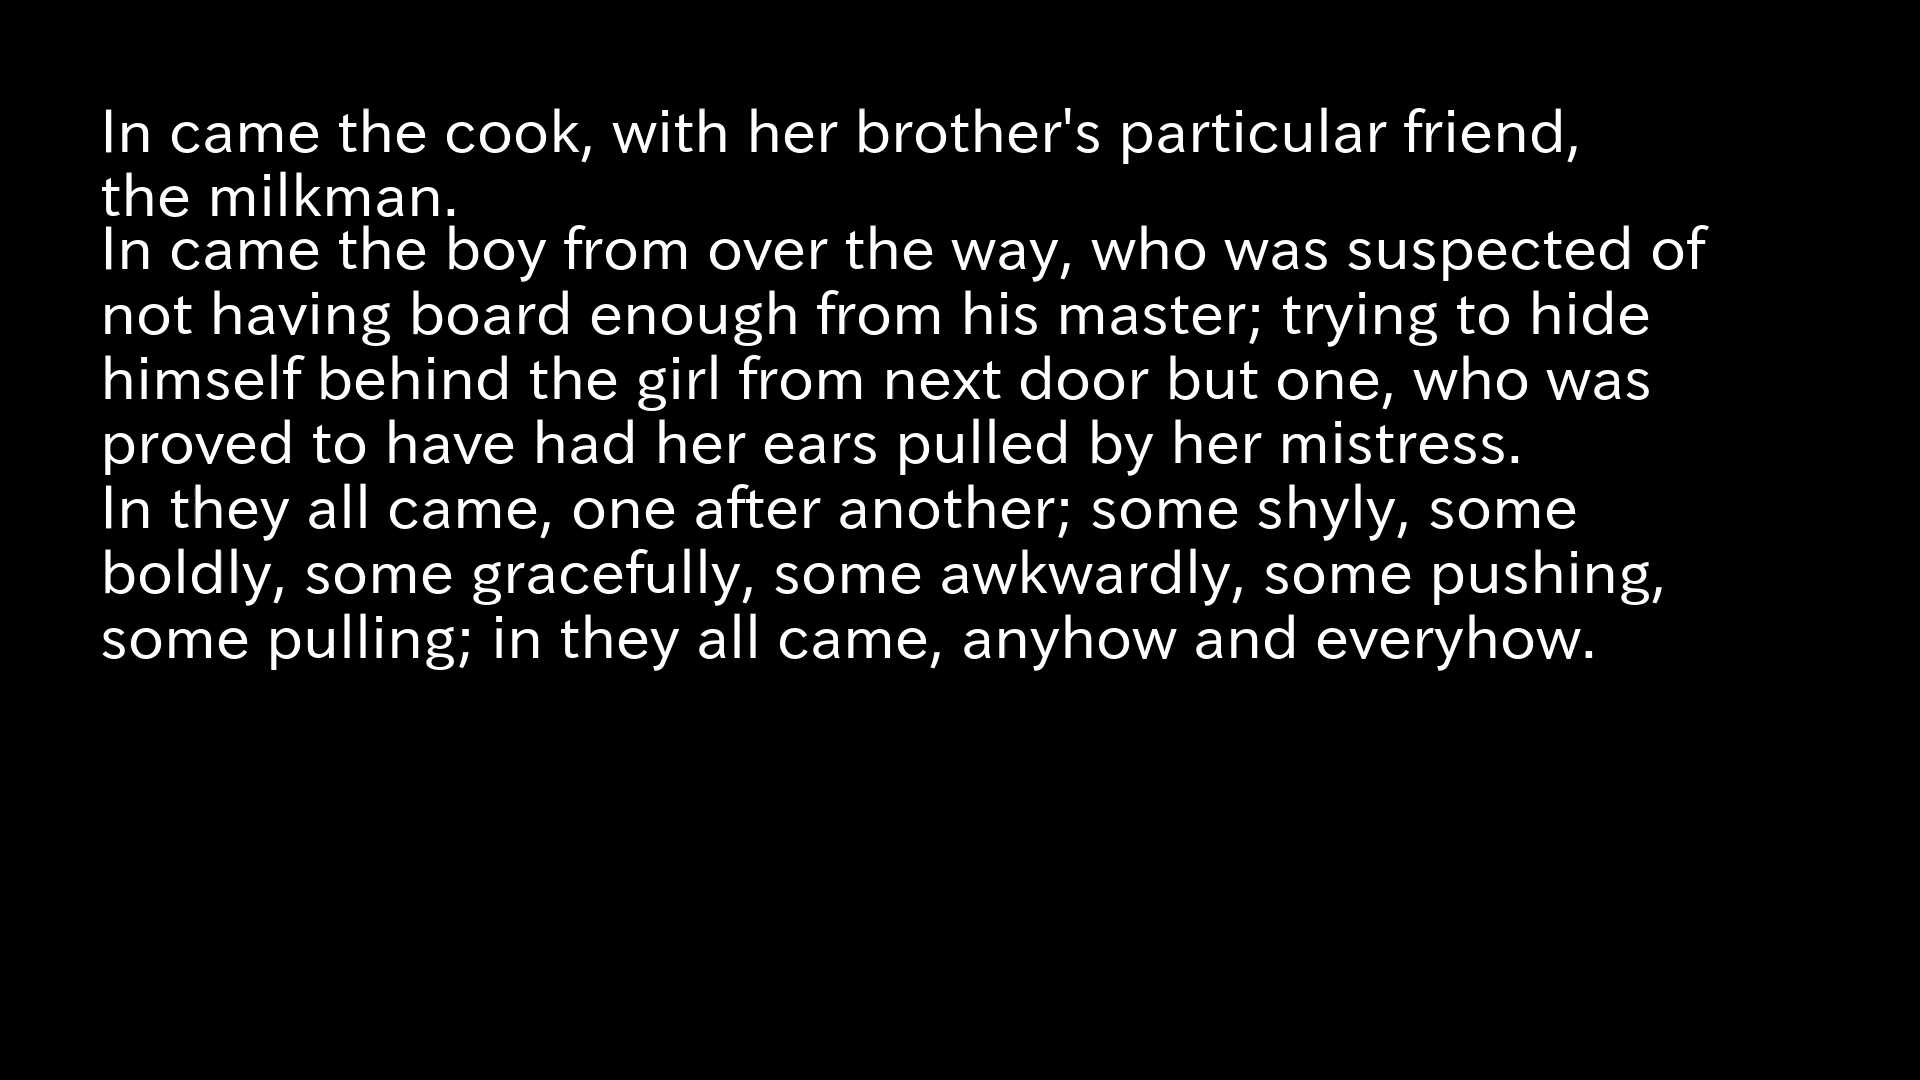 In came the cook, with her brother's particular friend,
the milkman.
In came the boy from over the way, who was suspected of
not having board enough from his master; trying to hide
himself behind the girl from next door but one, who was
proved to have had her ears pulled by her mistress.
In they all came, one after another; some shyly, some
boldly, some gracefully, some awkwardly, some pushing,
some pulling; in they all came, anyhow and everyhow.